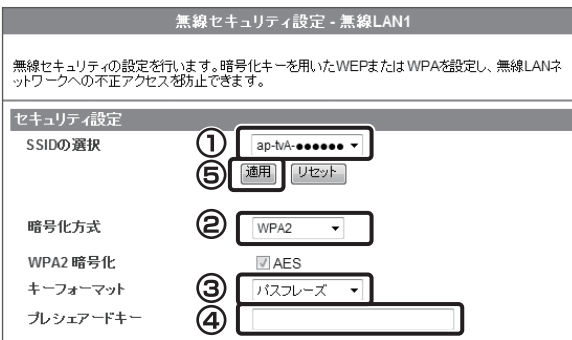 無線セキュリティ設定 - 無線LAN1
無線セキュリティの設定を行います。暗号化キーを用いたWEPまたは WPAを設定し、無線LANネ
ットワークへの不正アクセスを防止できます。
セキュリティ設定
SSIDの選択 ① ap-tvA-●●●●●●
⑤ 適用 リセット
暗号化方式 ② WPA2
WPA2 暗号化 AES
キーフォーマット ③ パスフレーズ
プレシェアードキー ④